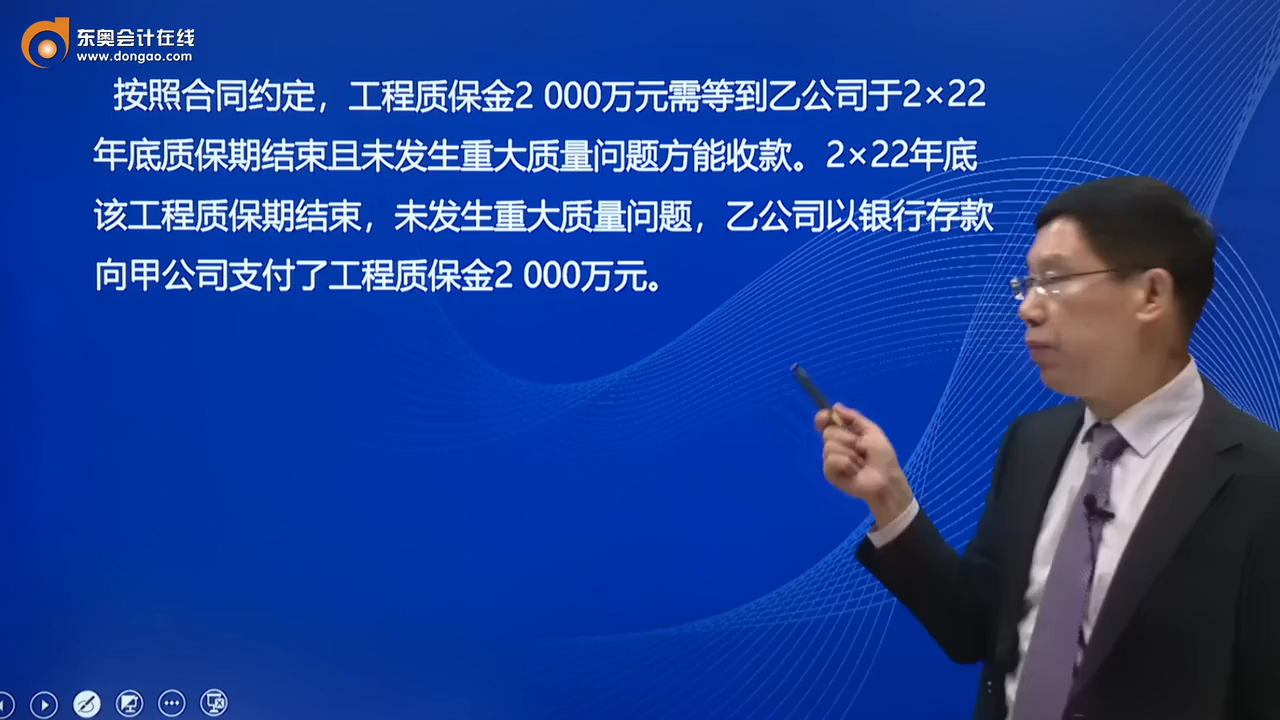 东奥会计在线
www.dongao.com
按照合同约定，工程质保金2 000万元需等到乙公司于2×22
年底质保期结束且未发生重大质量问题方能收款。2×22年底
该工程质保期结束，未发生重大质量问题，乙公司以银行存款
向甲公司支付了工程质保金2 000万元。